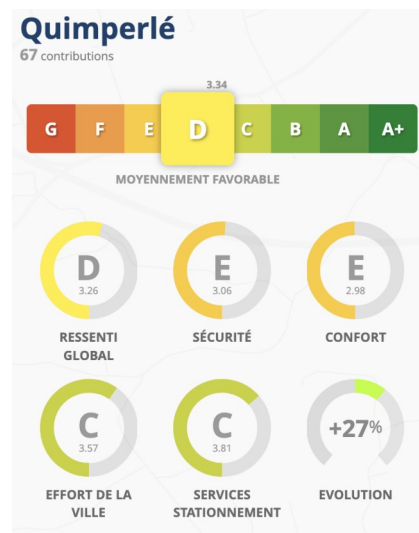 Quimperlé
67 contributions
3.34
G F E D C B A A+
MOYENNEMENT FAVORABLE
D
3.26
RESSENTI
GLOBAL
E
3.06
SÉCURITÉ
E
2.98
CONFORT
C
3.57
EFFORT DE LA
VILLE
C
3.81
SERVICES
STATIONNEMENT
+27%
EVOLUTION